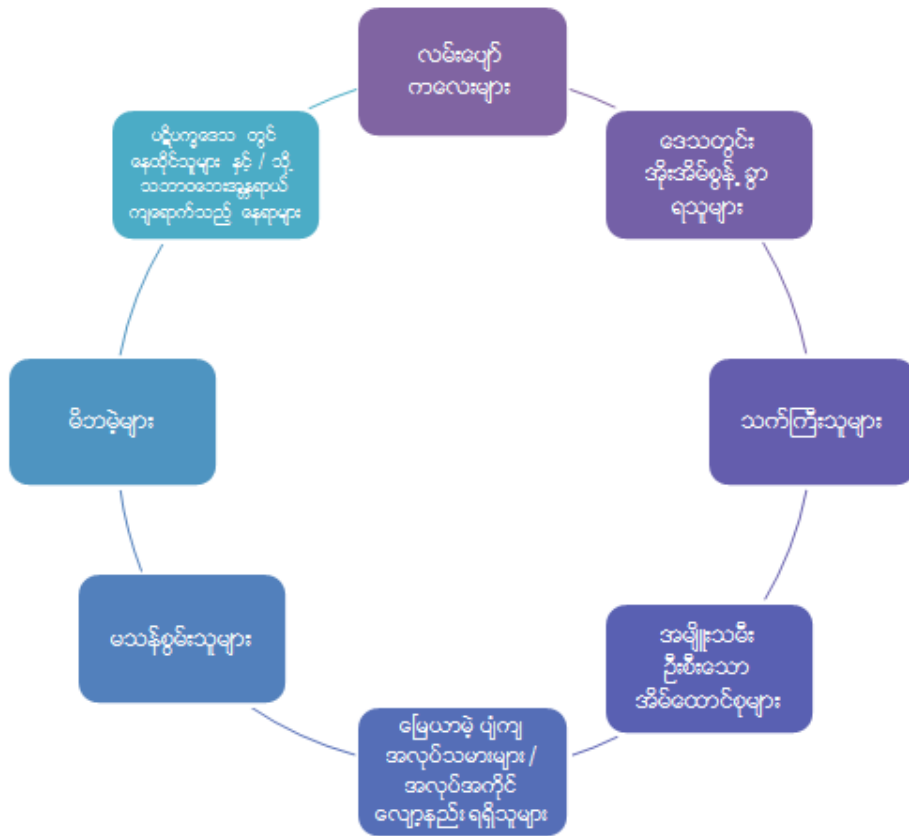 လမ်းပျော်
ကလေးများ
ဒေသတွင်း
အိုးအိမ်စွန့် ခွာ
ရသူများ
သက်ကြီးသူများ
အမျိူးသမီး
ဦးစီးသော
အိမ်ထောင်စုများ
မြေယာမဲ့ ပျံကျ
အလုပ်သမားများ /
အလုပ်အကိုင်
လျော့နည်း ရရှိသူများ
မသန်စွမ်းသူများ
မိဘမဲ့များ
ပဋိပက္ခဒေသ တွင်
နေထိုင်သူများ နှင့် / သို့
သဘာဝဘေးအန္တရာယ်
ကျရောက်သည့် နေရာများ